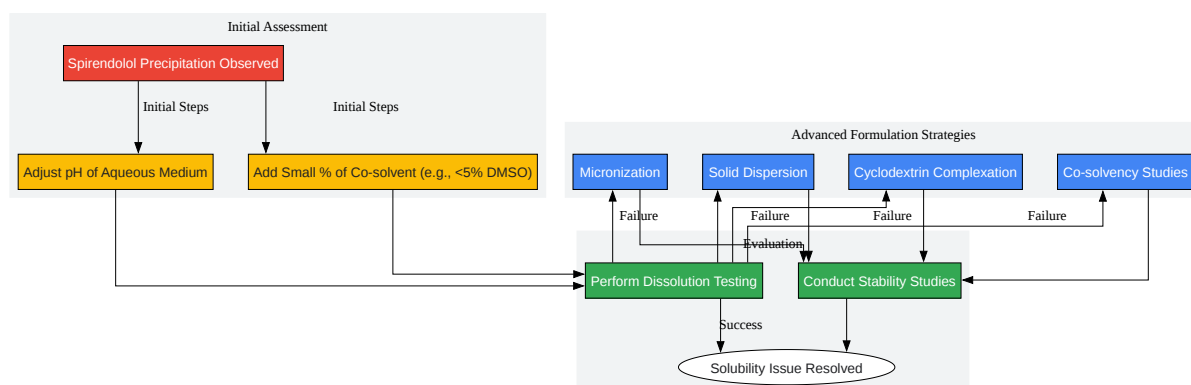 Initial Assessment
Spirendolol Precipitation Observed
Initial Steps
Initial Steps
Adjust pH of Aqueous Medium
Add Small % of Co-solvent (e.g., <5% DMSO)
Advanced Formulation Strategies
Micronization
Solid Dispersion
Cyclodextrin Complexation
Co-solvency Studies
Failure
Failure
Failure
Failure
Evaluation
Perform Dissolution Testing
Conduct Stability Studies
Success
Solubility Issue Resolved